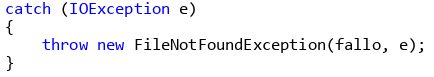 catch (IOException e)
{
    throw new FileNotFoundException(fallo, e);
}